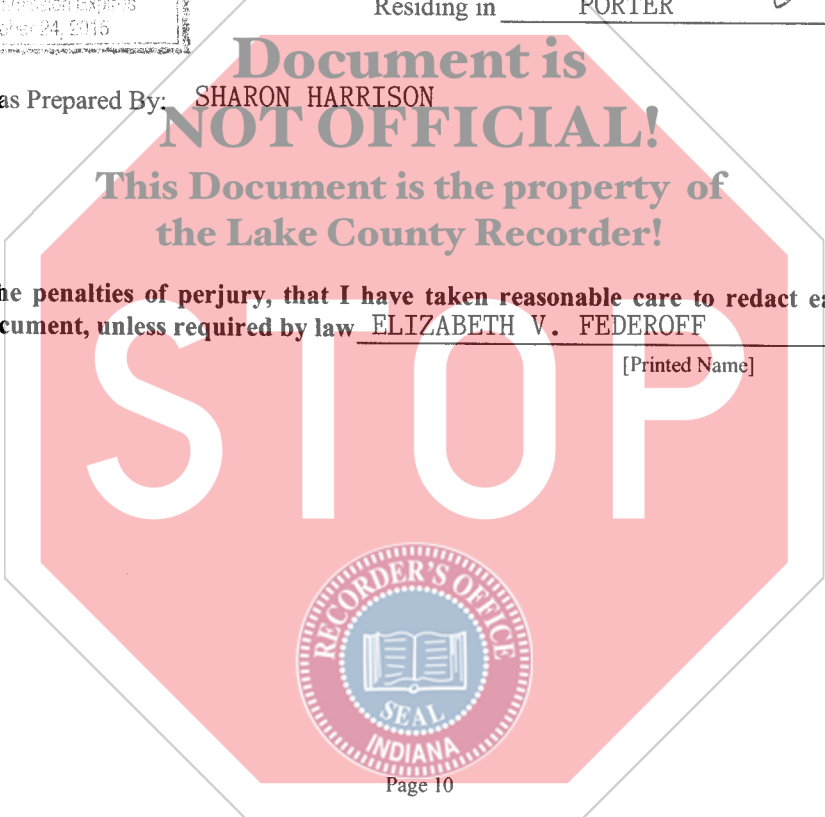 Residing in PORTER
24, 2015
Document is
as Prepared By: SHARON HARRISON
NOT OFFICIAL!
This Document is the property of
the Lake County Recorder!
he penalties of perjury, that I have taken reasonable care to redact ea
cument, unless required by law ELIZABETH V. FEDEROFF
[Printed Name]
STOP
RECORDER'S OFFICE
SEAL
INDIANA
Page 10